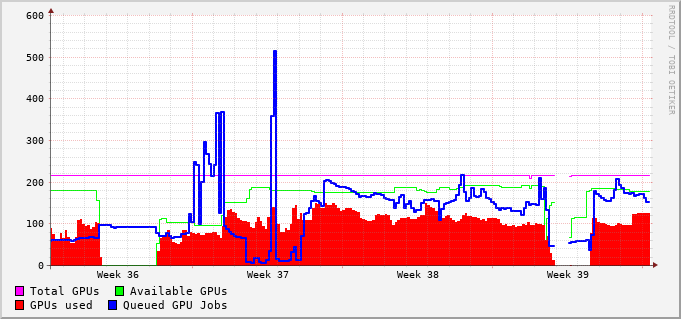 600
500
400
300
200
100
0
Week 36 Week 37 Week 38 Week 39
Total GPUs Available GPUs
GPUs used Queued GPU Jobs
RRDTOOL / TOBI OETIKER